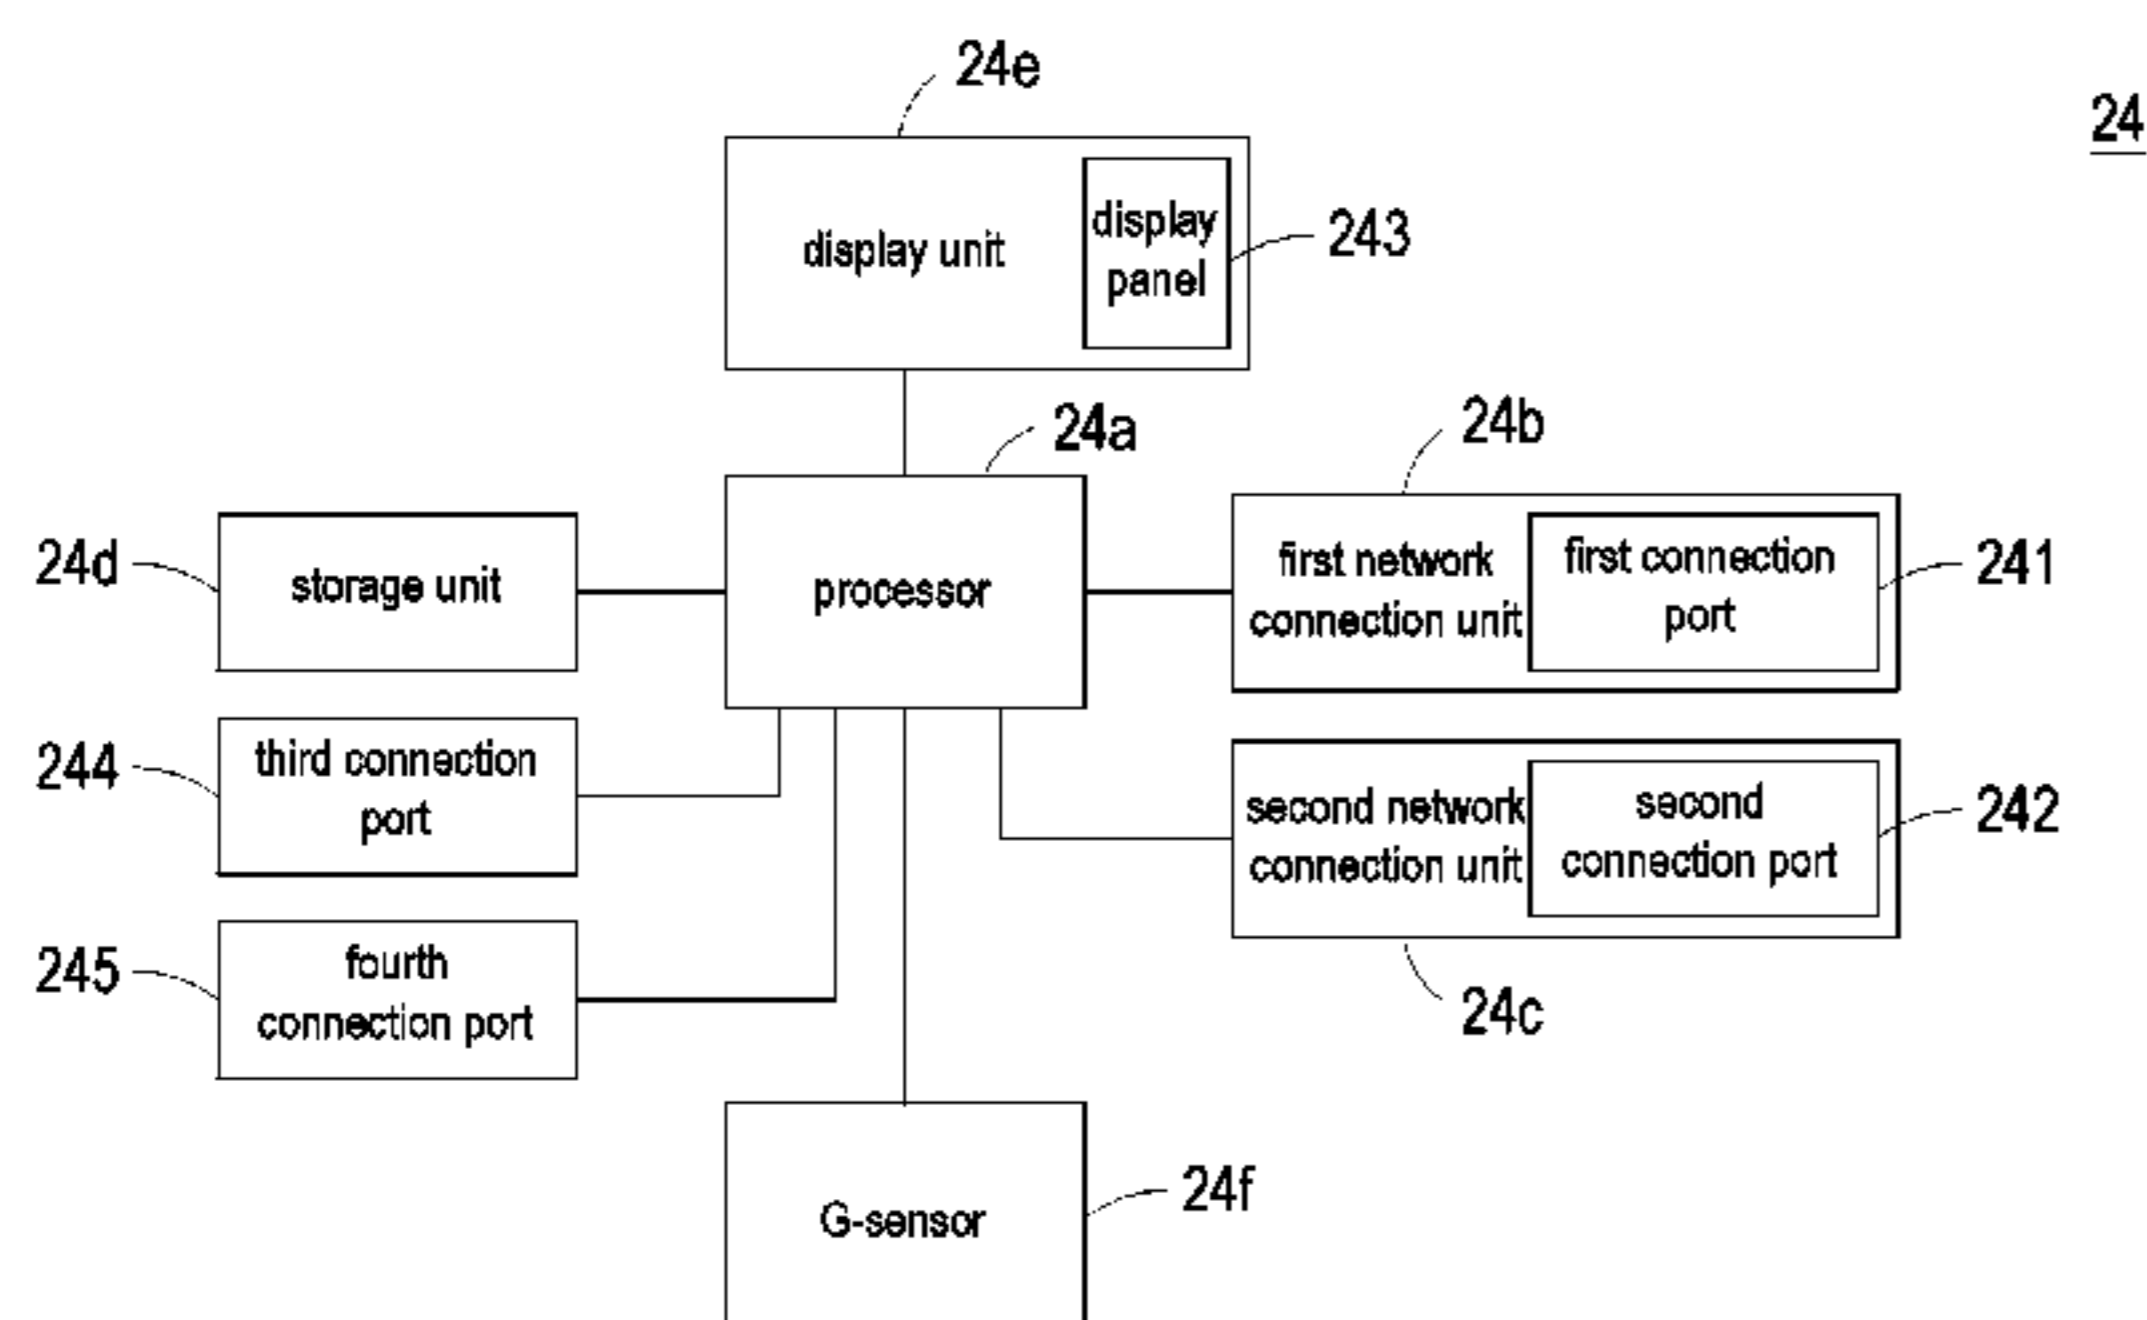 24e
24
display unit
display
panel
243
24a
24b
24d
storage unit
processor
first network
connection unit
first connection
port
241
244
third connection
port
second network
connection unit
second
connection port
242
245
fourth
connection port
24c
G-sensor
24f